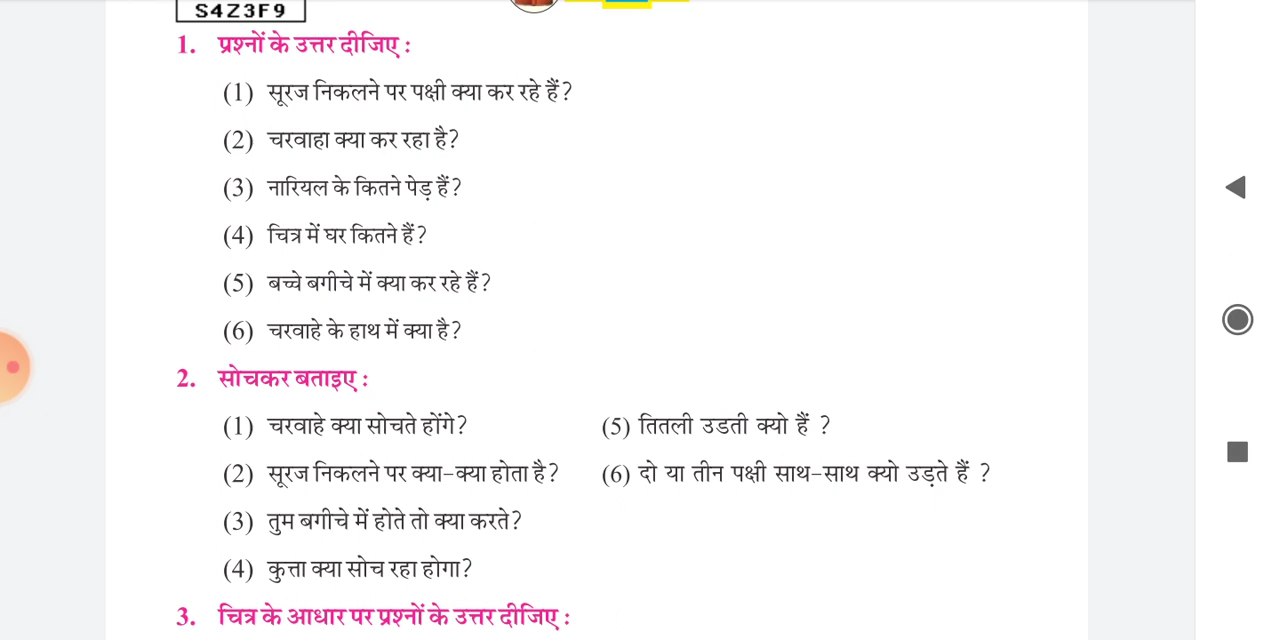 S4Z3F9
1. प्रश्नों के उत्तर दीजिए :
(1) सूरज निकलने पर पक्षी क्या कर रहे हैं?
(2) चरवाहा क्या कर रहा है?
(3) नारियल के कितने पेड़ हैं?
(4) चित्र में घर कितने हैं?
(5) बच्चे बगीचे में क्या कर रहे हैं?
(6) चरवाहे के हाथ में क्या है?
2. सोचकर बताइए :
(1) चरवाहे क्या सोचते होंगे?
(5) तितली उडती क्यो हैं ?
(2) सूरज निकलने पर क्या-क्या होता है?
(6) दो या तीन पक्षी साथ-साथ क्यो उड़ते हैं ?
(3) तुम बगीचे में होते तो क्या करते?
(4) कुत्ता क्या सोच रहा होगा?
3. चित्र के आधार पर प्रश्नों के उत्तर दीजिए :